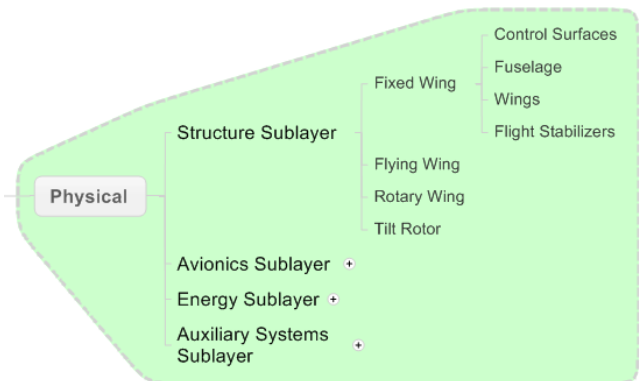 Control Surfaces
Fixed Wing
Fuselage
Wings
Structure Sublayer
Flight Stabilizers
Flying Wing
Physical
Rotary Wing
Tilt Rotor
Avionics Sublayer
Energy Sublayer
Auxiliary Systems
Sublayer